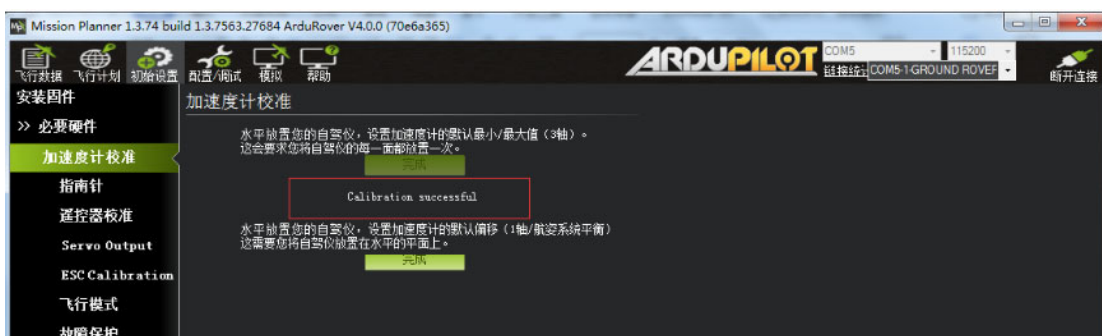 Mission Planner 1.3.74 build 1.3.7563.27684 ArduRover V4.0.0 (70e6a365)
飞行数据 飞行计划 初始设置 配置/调试 模拟 帮助
ARDUPILOT
COM5 115200
链接统计 COM5-1-GROUND ROVEF
断开连接
安装固件
>> 必要硬件
加速度计校准
指南针
遥控器校准
Servo Output
ESC Calibration
飞行模式
故障保护
加速度计校准
水平放置您的自驾仪，设置加速度计的默认最小/最大值（3轴）。
这会要求您将自驾仪的每一面都放置一次。
完成
Calibration successful
水平放置您的自驾仪，设置加速度计的默认偏移（1轴/航姿系统平衡）
这需要您将自驾仪放置在水平的平面上。
完成